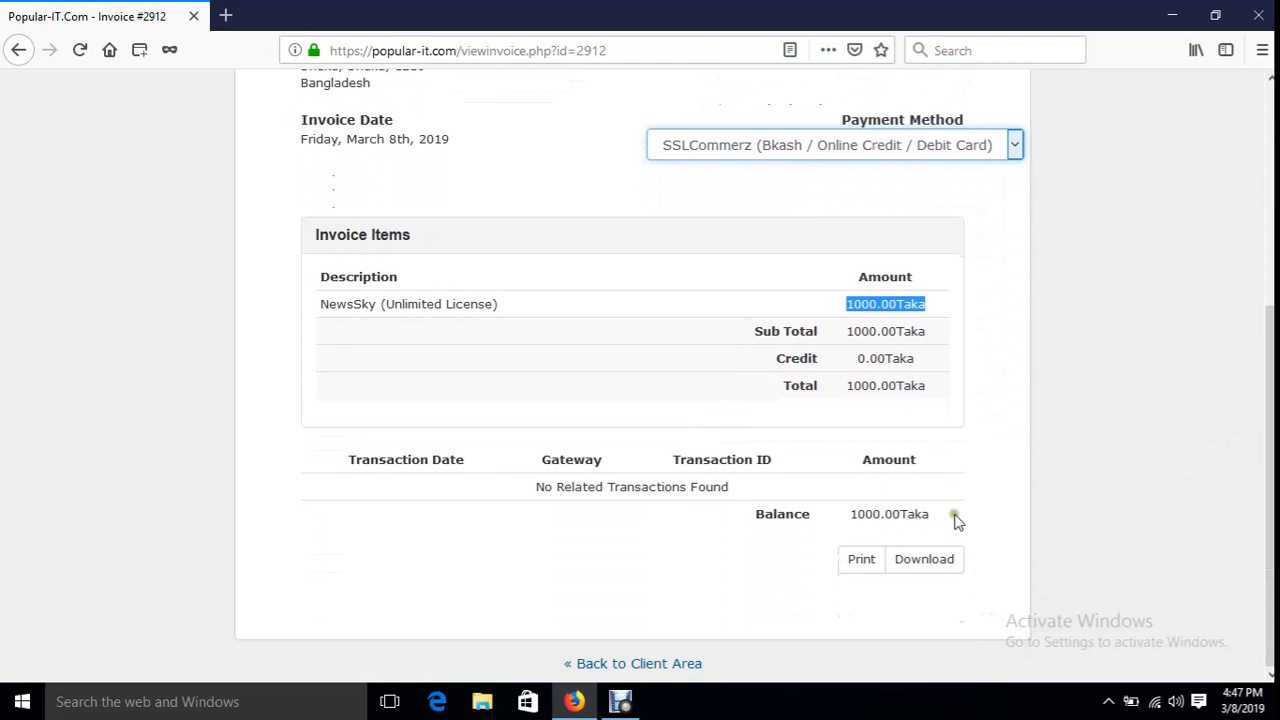 Popular-IT.Com - Invoice #2912
https://popular-it.com/viewinvoice.php?id=2912
Search
Bangladesh
Invoice Date
Payment Method
Friday, March 8th, 2019
SSLCommerz (Bkash / Online Credit / Debit Card)
Invoice Items
Description Amount
NewsSky (Unlimited License) 1000.00Taka
Sub Total 1000.00Taka
Credit 0.00Taka
Total 1000.00Taka
Transaction Date Gateway Transaction ID Amount
No Related Transactions Found
Balance 1000.00Taka
Print Download
Activate Windows
Go to Settings to activate Windows.
« Back to Client Area
Search the web and Windows
4:47 PM
3/8/2019